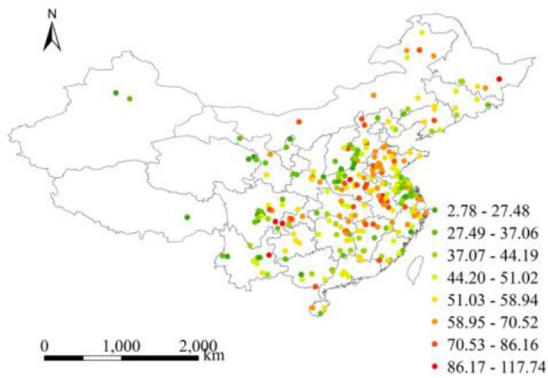 N
2.78 - 27.48
27.49 - 37.06
37.07 - 44.19
44.20 - 51.02
51.03 - 58.94
58.95 - 70.52
70.53 - 86.16
86.17 - 117.74
0 1,000 2,000
km